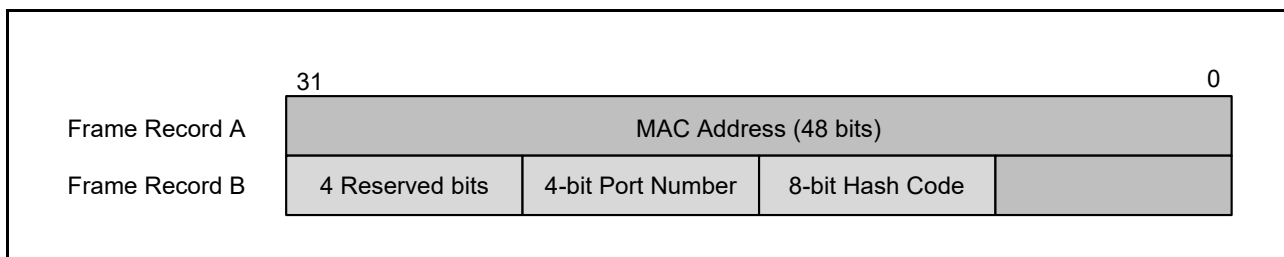 31 0
Frame Record A MAC Address (48 bits)
Frame Record B 4 Reserved bits 4-bit Port Number 8-bit Hash Code